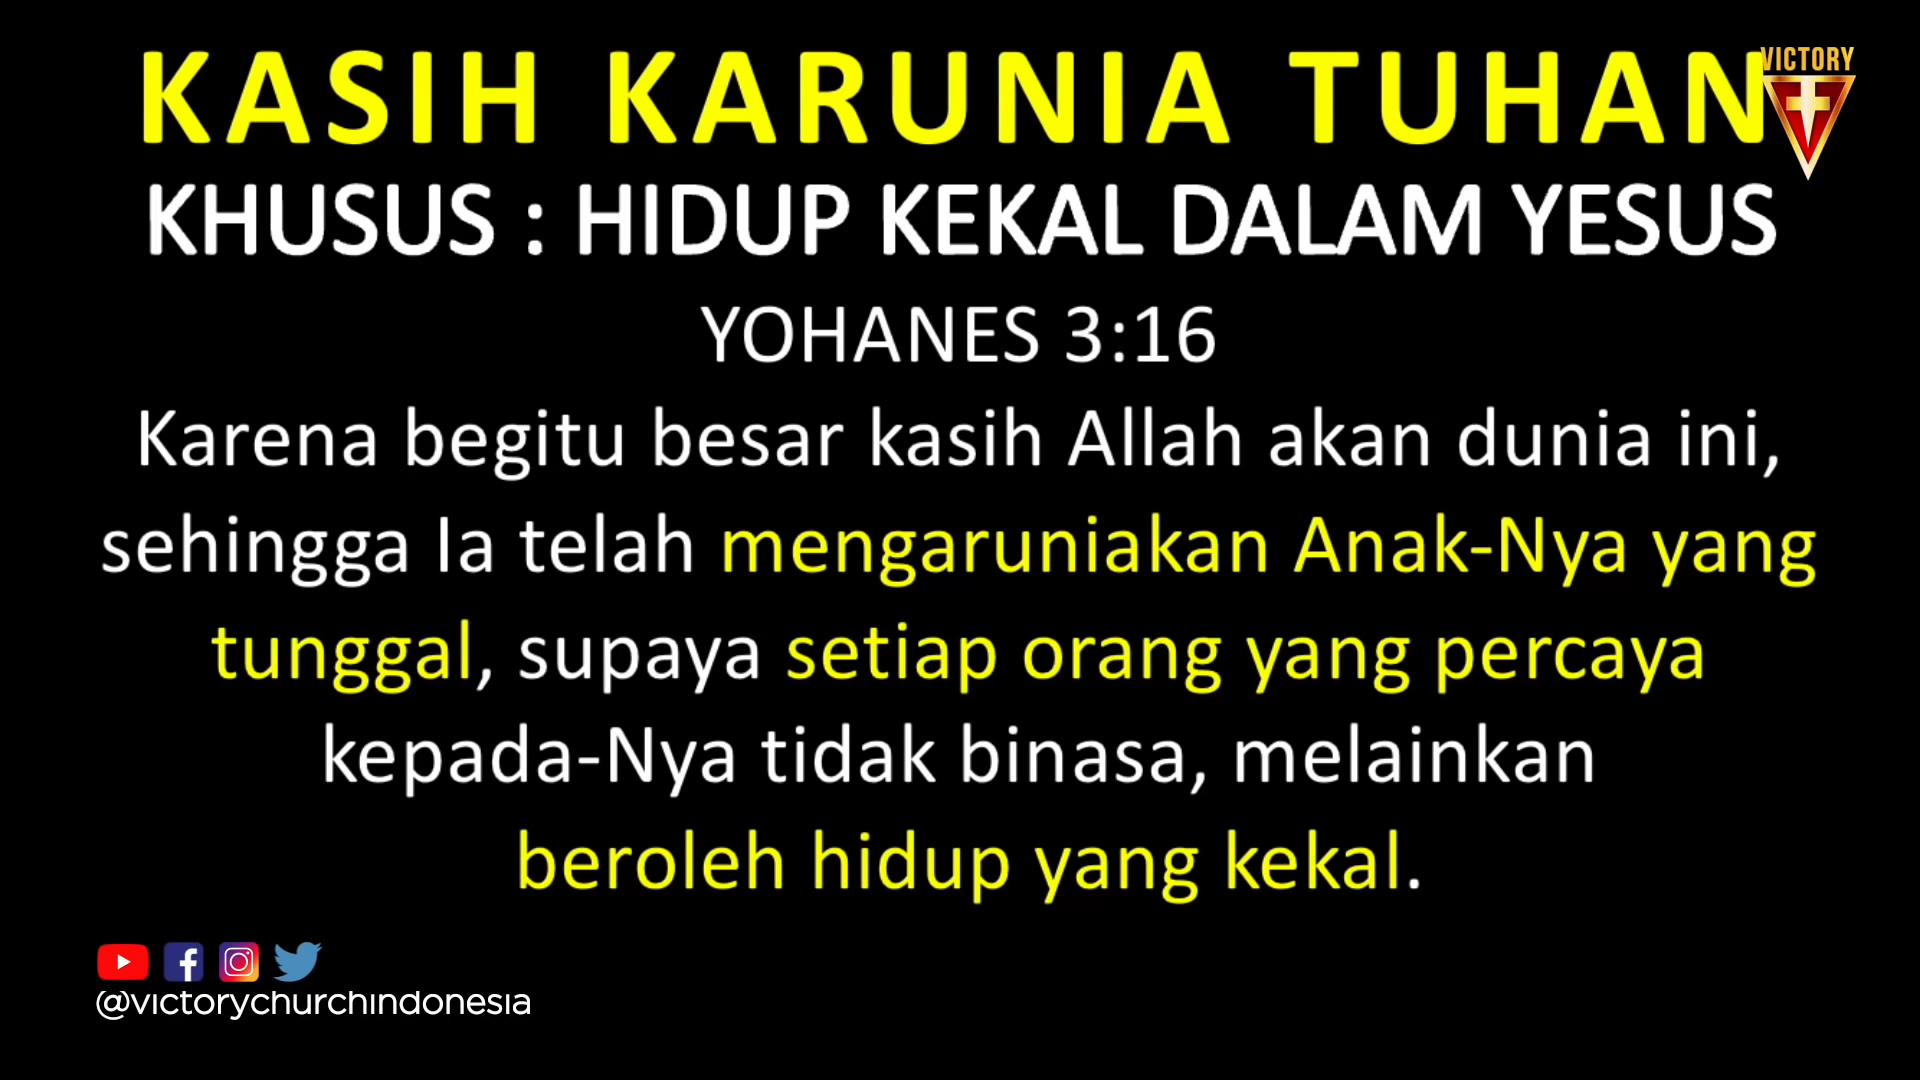 KASIH KARUNIA TUHAN
VICTORY
KHUSUS : HIDUP KEKAL DALAM YESUS
YOHANES 3:16
Karena begitu besar kasih Allah akan dunia ini,
sehingga Ia telah mengaruniakan Anak-Nya yang
tunggal, supaya setiap orang yang percaya
kepada-Nya tidak binasa, melainkan
beroleh hidup yang kekal.
@victorychurchindonesia